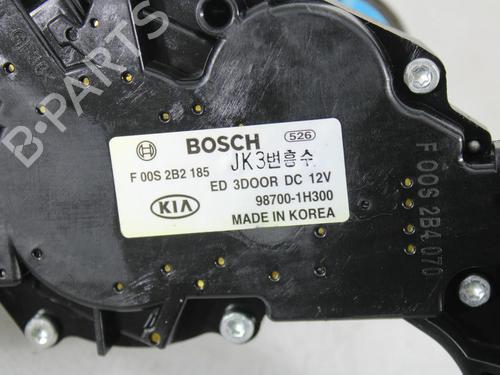 BOSCH 526
F 00S 2B2 185 JK3변흥수
ED 3DOOR DC 12V
KIA 98700-1H300
MADE IN KOREA
F 00S 2B4 070
B-PARTS